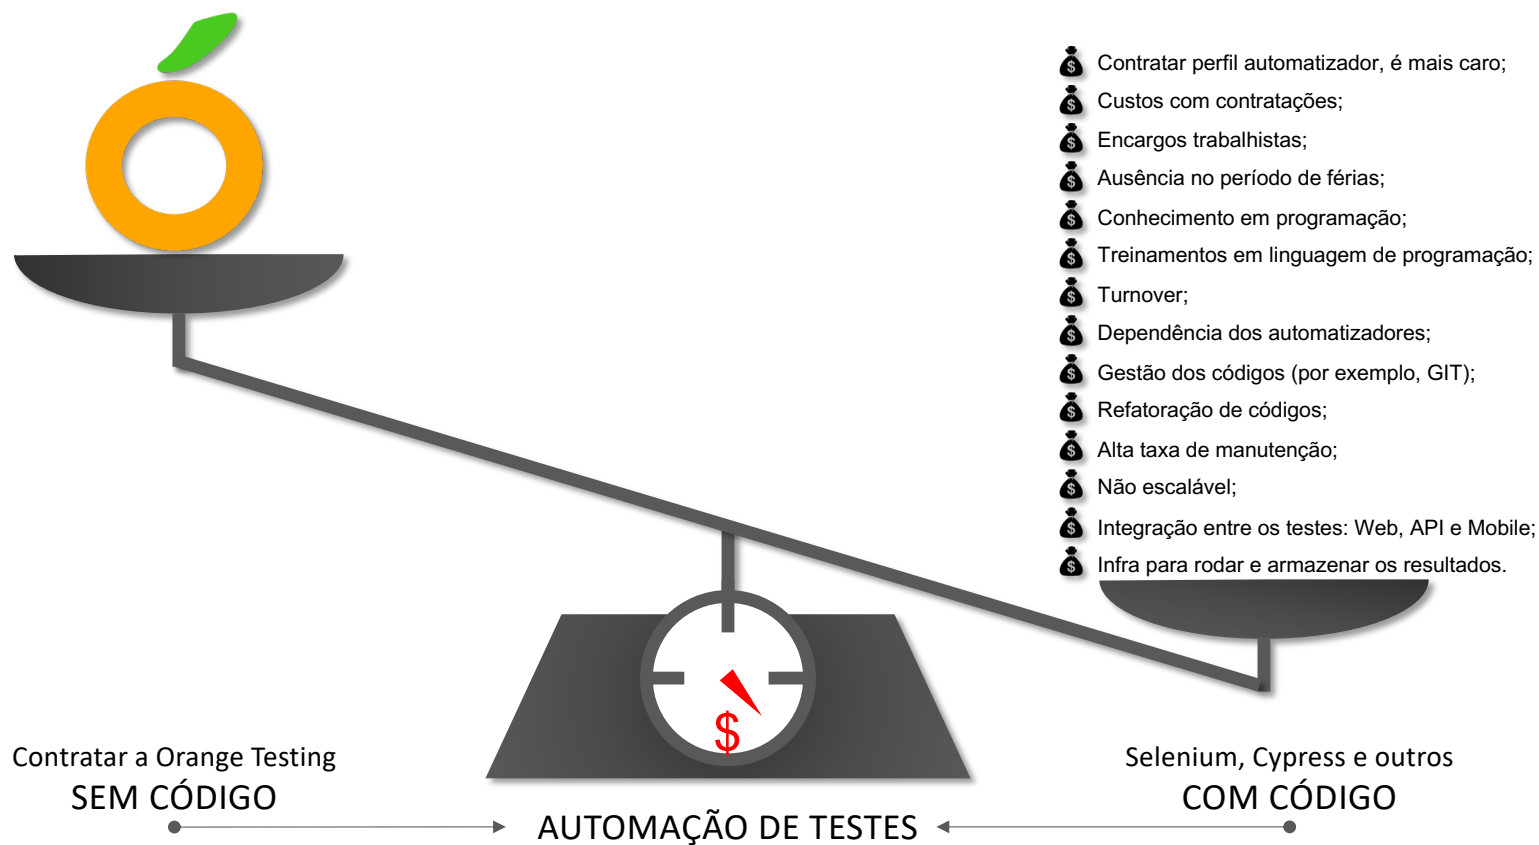 Contratar perfil automatizador, é mais caro;
Custos com contratações;
Encargos trabalhistas;
Ausência no período de férias;
Conhecimento em programação;
Treinamentos em linguagem de programação;
Turnover;
Dependência dos automatizadores;
Gestão dos códigos (por exemplo, GIT);
Refatoração de códigos;
Alta taxa de manutenção;
Não escalável;
Integração entre os testes: Web, API e Mobile;
Infra para rodar e armazenar os resultados.
$
Contratar a Orange Testing
SEM CÓDIGO
Selenium, Cypress e outros
COM CÓDIGO
AUTOMAÇÃO DE TESTES